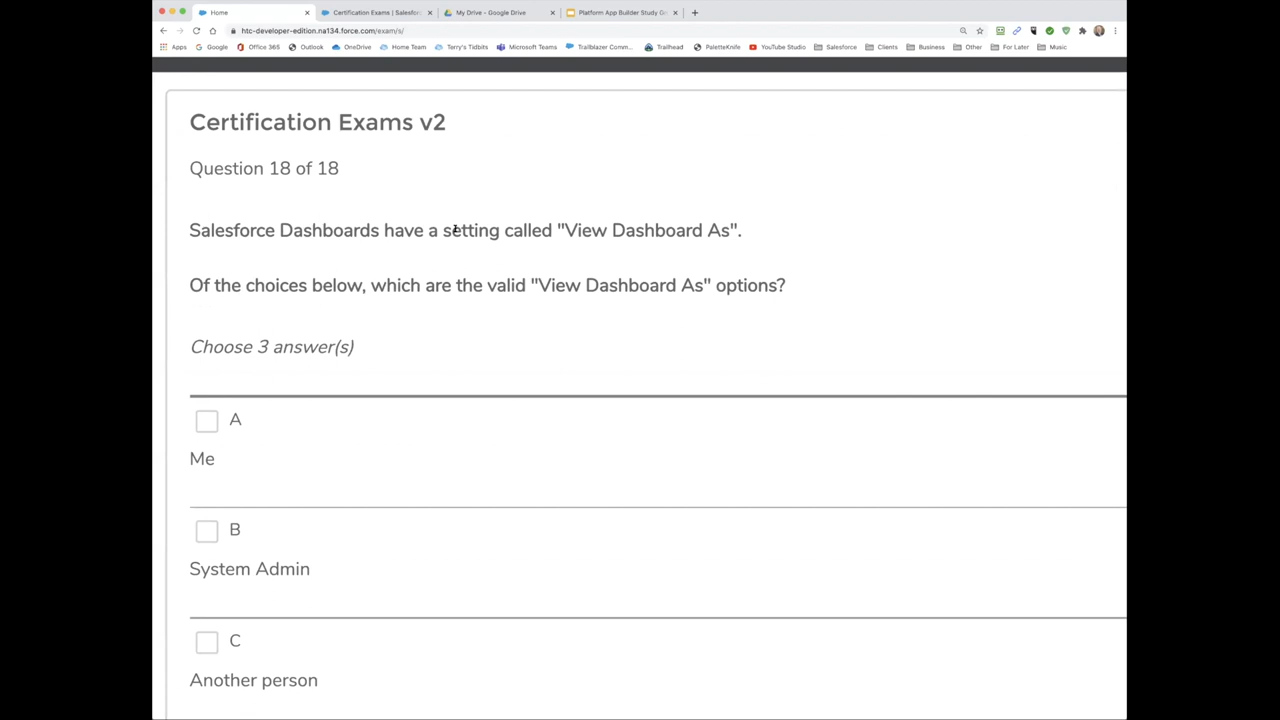 Home
Certification Exams | Salesfor
My Drive - Google Drive
Platform App Builder Study Gr
htc-developer-edition.na134.force.com/exam/s/
Apps Google Office 365 Outlook OneDrive Home Team Terry's Tidbits Microsoft Teams Trailblazer Comm... Trailhead PaletteKnife YouTube Studio Salesforce Clients Business Other For Later Music
Certification Exams v2
Question 18 of 18
Salesforce Dashboards have a setting called "View Dashboard As".
Of the choices below, which are the valid "View Dashboard As" options?
Choose 3 answer(s)
A
Me
B
System Admin
C
Another person